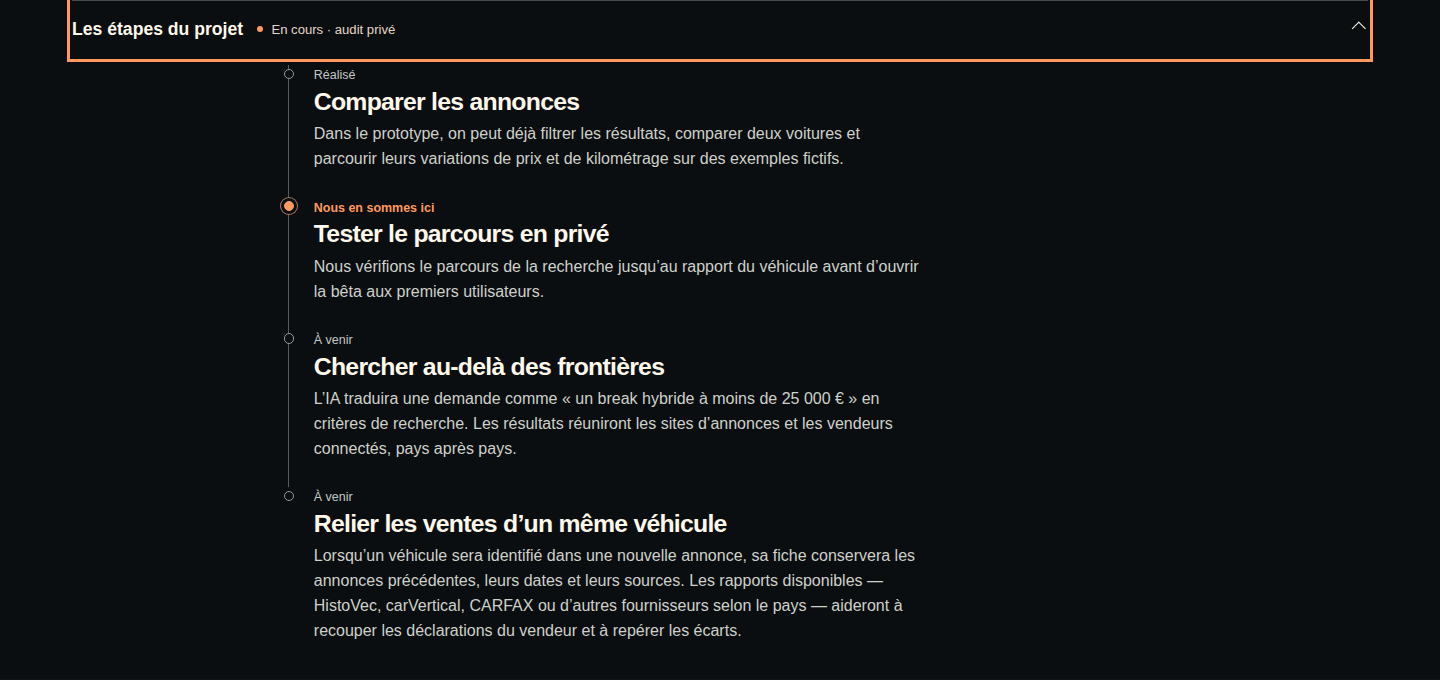 Les étapes du projet
En cours · audit privé
Réalisé
Comparer les annonces
Dans le prototype, on peut déjà filtrer les résultats, comparer deux voitures et
parcourir leurs variations de prix et de kilométrage sur des exemples fictifs.
Nous en sommes ici
Tester le parcours en privé
Nous vérifions le parcours de la recherche jusqu’au rapport du véhicule avant d’ouvrir
la bêta aux premiers utilisateurs.
À venir
Chercher au-delà des frontières
L’IA traduira une demande comme « un break hybride à moins de 25 000 € » en
critères de recherche. Les résultats réuniront les sites d’annonces et les vendeurs
connectés, pays après pays.
À venir
Relier les ventes d’un même véhicule
Lorsqu’un véhicule sera identifié dans une nouvelle annonce, sa fiche conservera les
annonces précédentes, leurs dates et leurs sources. Les rapports disponibles —
HistoVec, carVertical, CARFAX ou d’autres fournisseurs selon le pays — aideront à
recouper les déclarations du vendeur et à repérer les écarts.